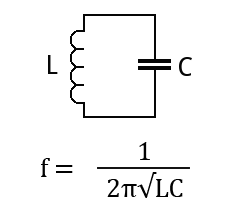 L C
f = 1
2π√LC